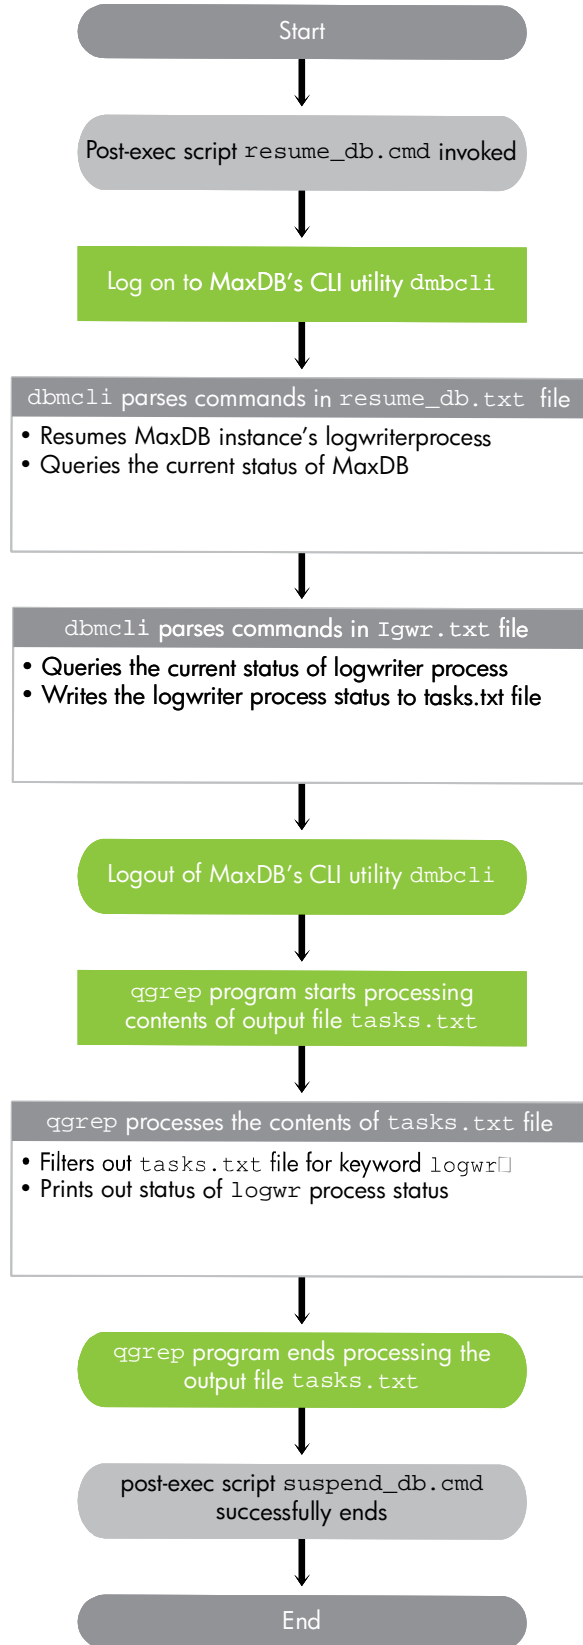 Start
Post-exec script resume_db.cmd invoked
Log on to MaxDB's CLI utility dmbcli
dbmcli parses commands in resume_db.txt file
• Resumes MaxDB instance's logwriterprocess
• Queries the current status of MaxDB
dbmcli parses commands in Igwr.txt file
• Queries the current status of logwriter process
• Writes the logwriter process status to tasks.txt file
Logout of MaxDB's CLI utility dmbcli
qgrep program starts processing
contents of output file tasks.txt
qgrep processes the contents of tasks.txt file
• Filters out tasks.txt file for keyword logwr□
• Prints out status of logwr process status
qgrep program ends processing the
output file tasks.txt
post-exec script suspend_db.cmd
successfully ends
End